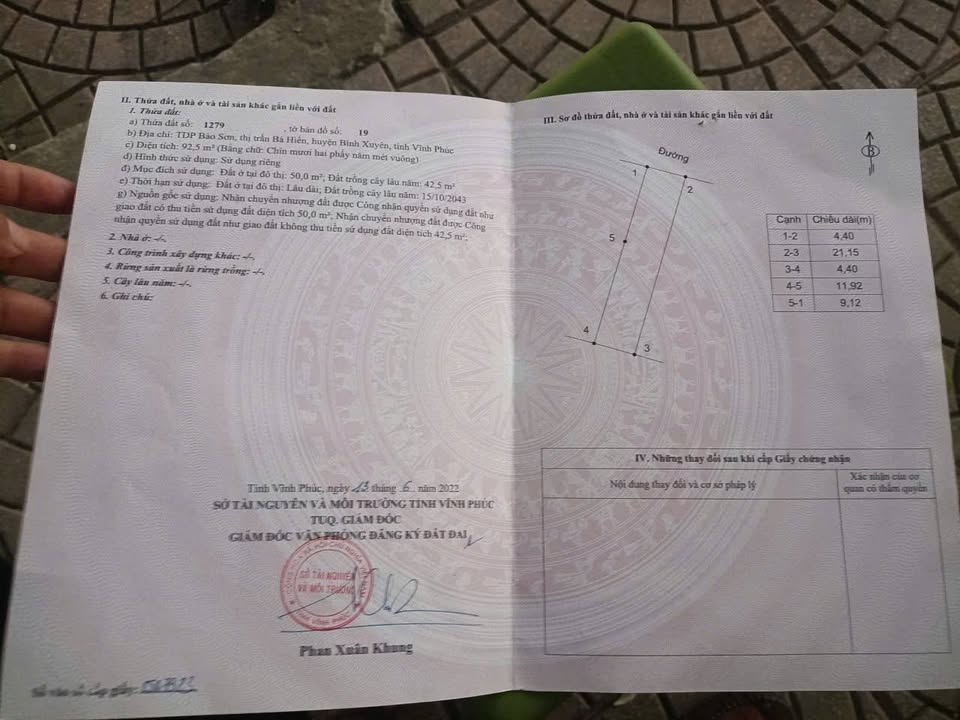 II. Thửa đất, nhà ở và tài sản khác gắn liền với đất
1. Thửa đất:
a) Thửa đất số: 1279 , tờ bản đồ số: 19
b) Địa chỉ: TDP Bảo Sơn, thị trấn Bá Hiến, huyện Bình Xuyên, tỉnh Vĩnh Phúc
c) Diện tích: 92,5 m² (Bằng chữ: Chín mươi hai phẩy năm mét vuông)
d) Hình thức sử dụng: Sử dụng riêng
đ) Mục đích sử dụng: Đất ở tại đô thị: 50,0 m²; Đất trồng cây lâu năm: 42,5 m²
e) Thời hạn sử dụng: Đất ở tại đô thị: Lâu dài; Đất trồng cây lâu năm: 15/10/2043
g) Nguồn gốc sử dụng: Nhận chuyển nhượng đất được Công nhận quyền sử dụng đất như
giao đất có thu tiền sử dụng đất diện tích 50,0 m²; Nhận chuyển nhượng đất được Công
nhận quyền sử dụng đất như giao đất không thu tiền sử dụng đất diện tích 42,5 m²;
2. Nhà ở: -/-.
3. Công trình xây dựng khác: -/-.
4. Rừng sản xuất là rừng trồng: -/-.
5. Cây lâu năm: -/-.
6. Ghi chú:
Tỉnh Vĩnh Phúc, ngày 13 tháng 6 năm 2022
SỞ TÀI NGUYÊN VÀ MÔI TRƯỜNG TỈNH VĨNH PHÚC
TUQ. GIÁM ĐỐC
GIÁM ĐỐC VĂN PHÒNG ĐĂNG KÝ ĐẤT ĐAI
SỞ TÀI NGUYÊN
VÀ MÔI TRƯỜNG
Phan Xuân Khung
Số vào sổ cấp giấy:
III. Sơ đồ thửa đất, nhà ở và tài sản khác gắn liền với đất
Đường
B
1
2
5
4
3
Cạnh Chiều dài(m)
1-2 4,40
2-3 21,15
3-4 4,40
4-5 11,92
5-1 9,12
IV. Những thay đổi sau khi cấp Giấy chứng nhận
Nội dung thay đổi và cơ sở pháp lý
Xác nhận của cơ
quan có thẩm quyền